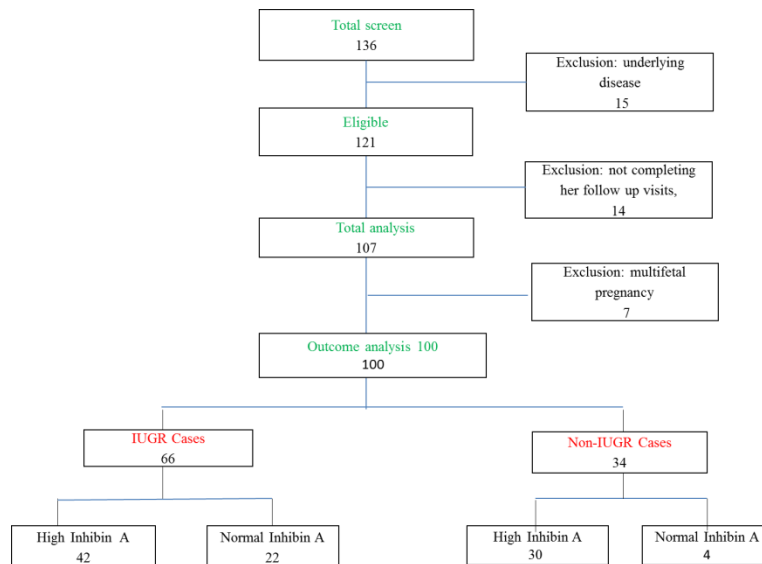 Total screen
136
Exclusion: underlying
disease
15
Eligible
121
Exclusion: not completing
her follow up visits,
14
Total analysis
107
Exclusion: multifetal
pregnancy
7
Outcome analysis 100
100
IUGR Cases
66
Non-IUGR Cases
34
High Inhibin A
42
Normal Inhibin A
22
High Inhibin A
30
Normal Inhibin A
4